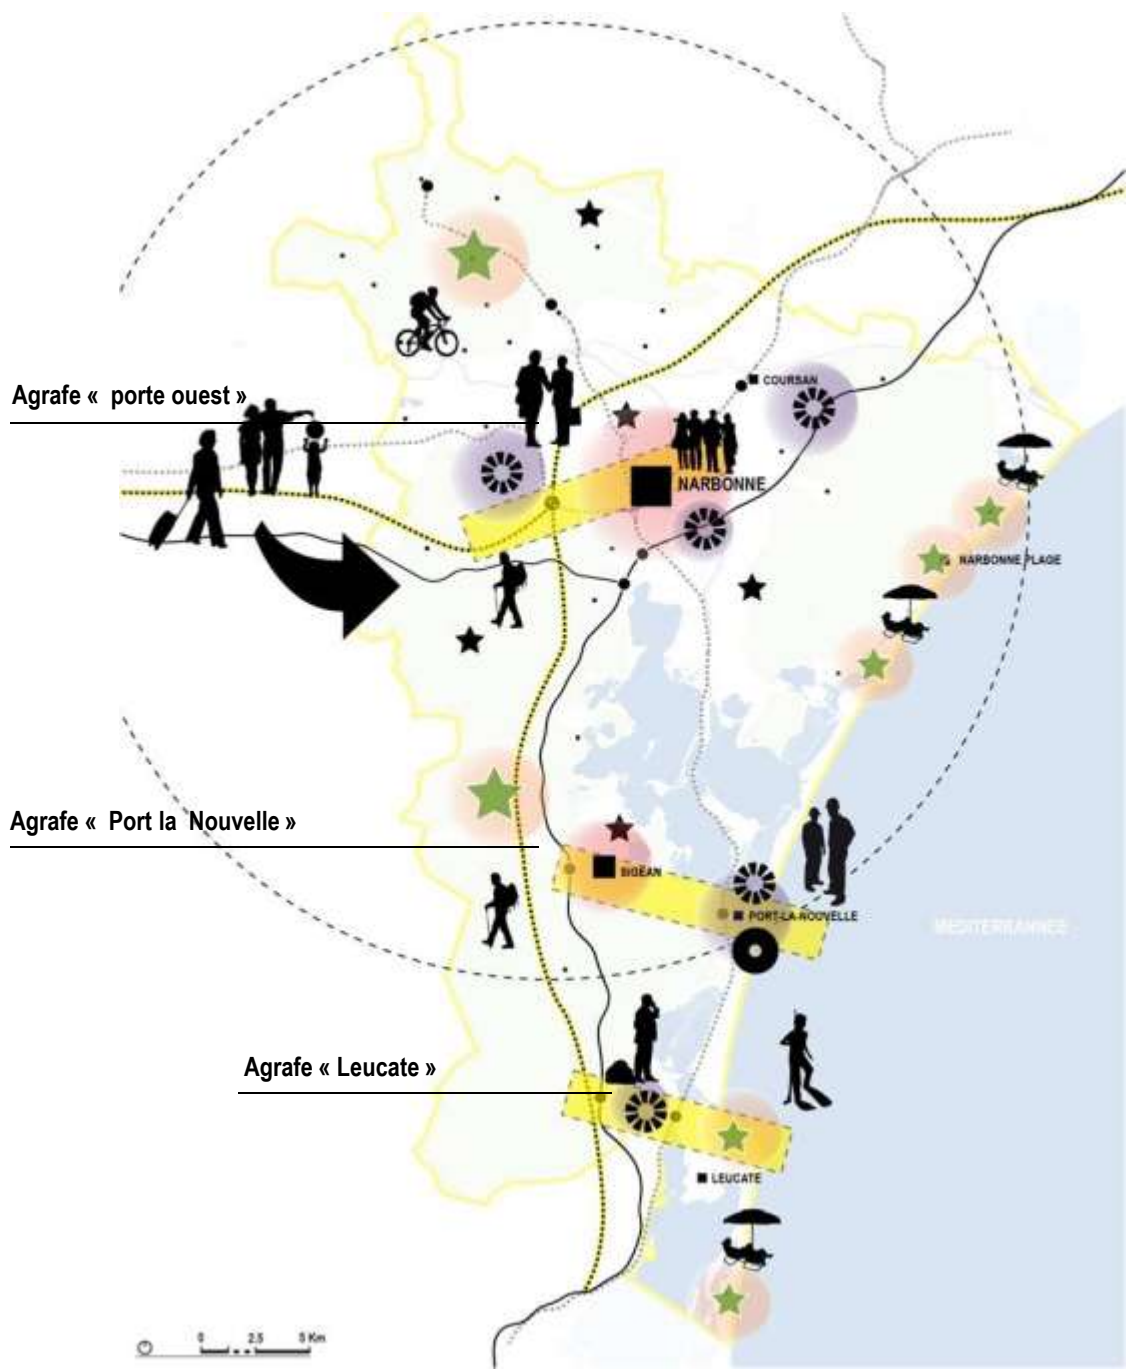 Agrafe « porte ouest »
COURSAN
NARBONNE
NARBONNE PLAGE
Agrafe « Port la Nouvelle »
SIGEAN
PORT-LA-NOUVELLE
MEDITERRANNEE
Agrafe « Leucate »
LEUCATE
0 2.5 5 Km